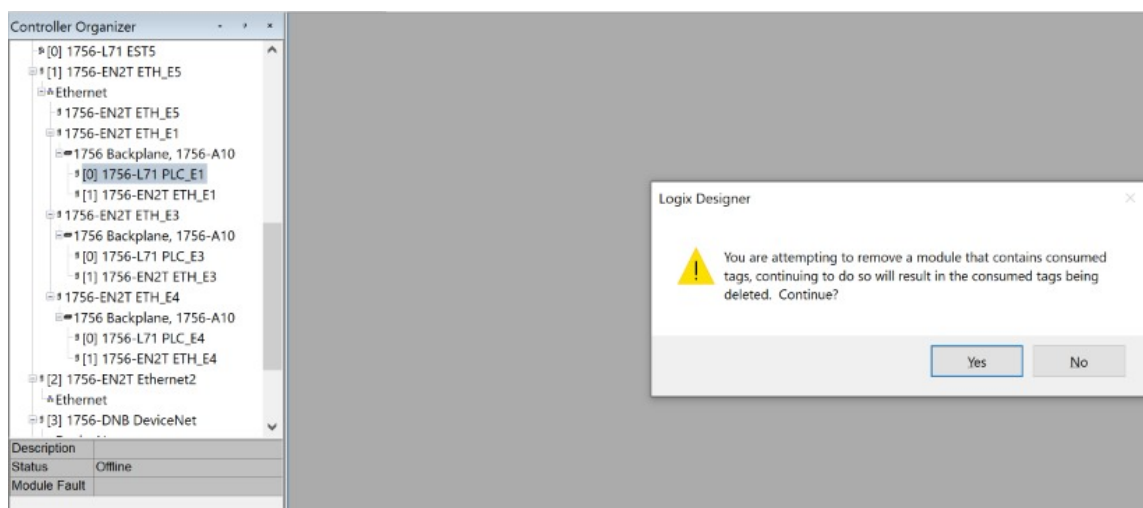 Controller Organizer
[0] 1756-L71 EST5
[1] 1756-EN2T ETH_E5
Ethernet
1756-EN2T ETH_E5
1756-EN2T ETH_E1
1756 Backplane, 1756-A10
[0] 1756-L71 PLC_E1
[1] 1756-EN2T ETH_E1
1756-EN2T ETH_E3
1756 Backplane, 1756-A10
[0] 1756-L71 PLC_E3
[1] 1756-EN2T ETH_E3
1756-EN2T ETH_E4
1756 Backplane, 1756-A10
[0] 1756-L71 PLC_E4
[1] 1756-EN2T ETH_E4
[2] 1756-EN2T Ethernet2
Ethernet
[3] 1756-DNB DeviceNet
Description
Status Offline
Module Fault
Logix Designer
You are attempting to remove a module that contains consumed
tags, continuing to do so will result in the consumed tags being
deleted. Continue?
Yes No